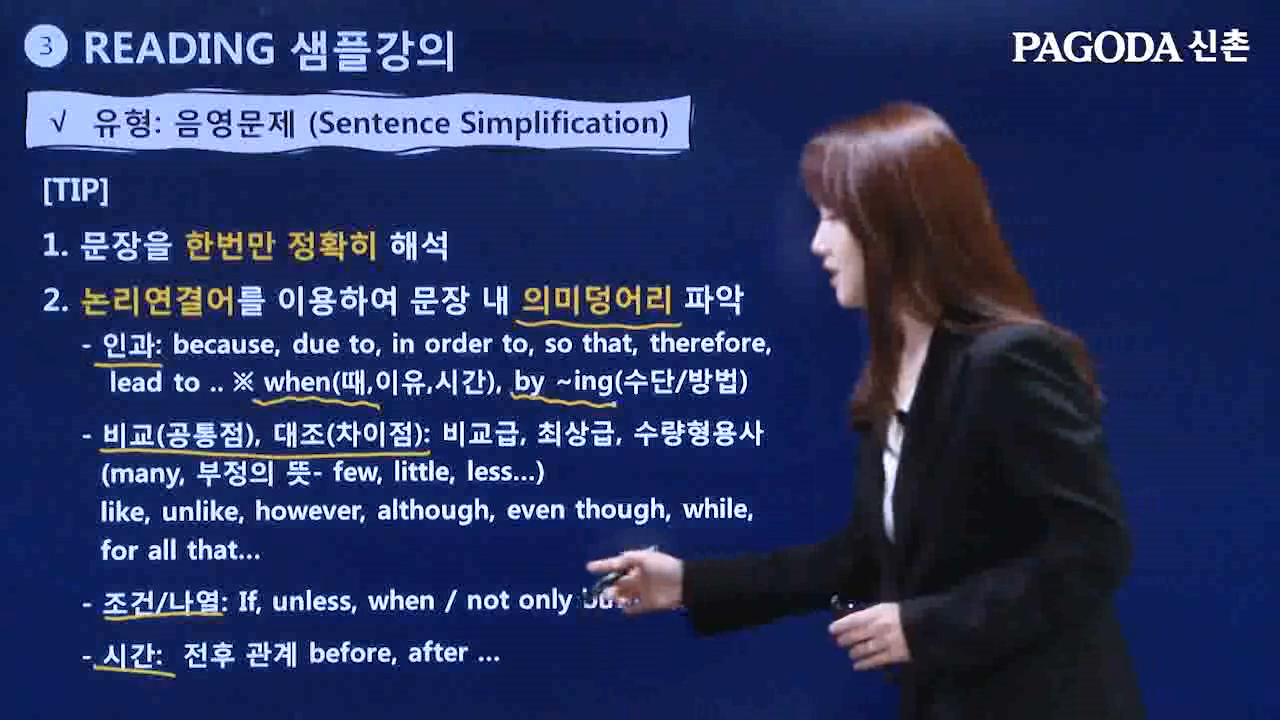 3 READING 샘플강의
PAGODA 신촌
√ 유형: 음영문제 (Sentence Simplification)
[TIP]
1. 문장을 한번만 정확히 해석
2. 논리연결어를 이용하여 문장 내 의미덩어리 파악
- 인과: because, due to, in order to, so that, therefore,
lead to .. ※ when(때,이유,시간), by ~ing(수단/방법)
- 비교(공통점), 대조(차이점): 비교급, 최상급, 수량형용사
(many, 부정의 뜻- few, little, less...)
like, unlike, however, although, even though, while,
for all that...
- 조건/나열: If, unless, when / not only
- 시간: 전후 관계 before, after ...